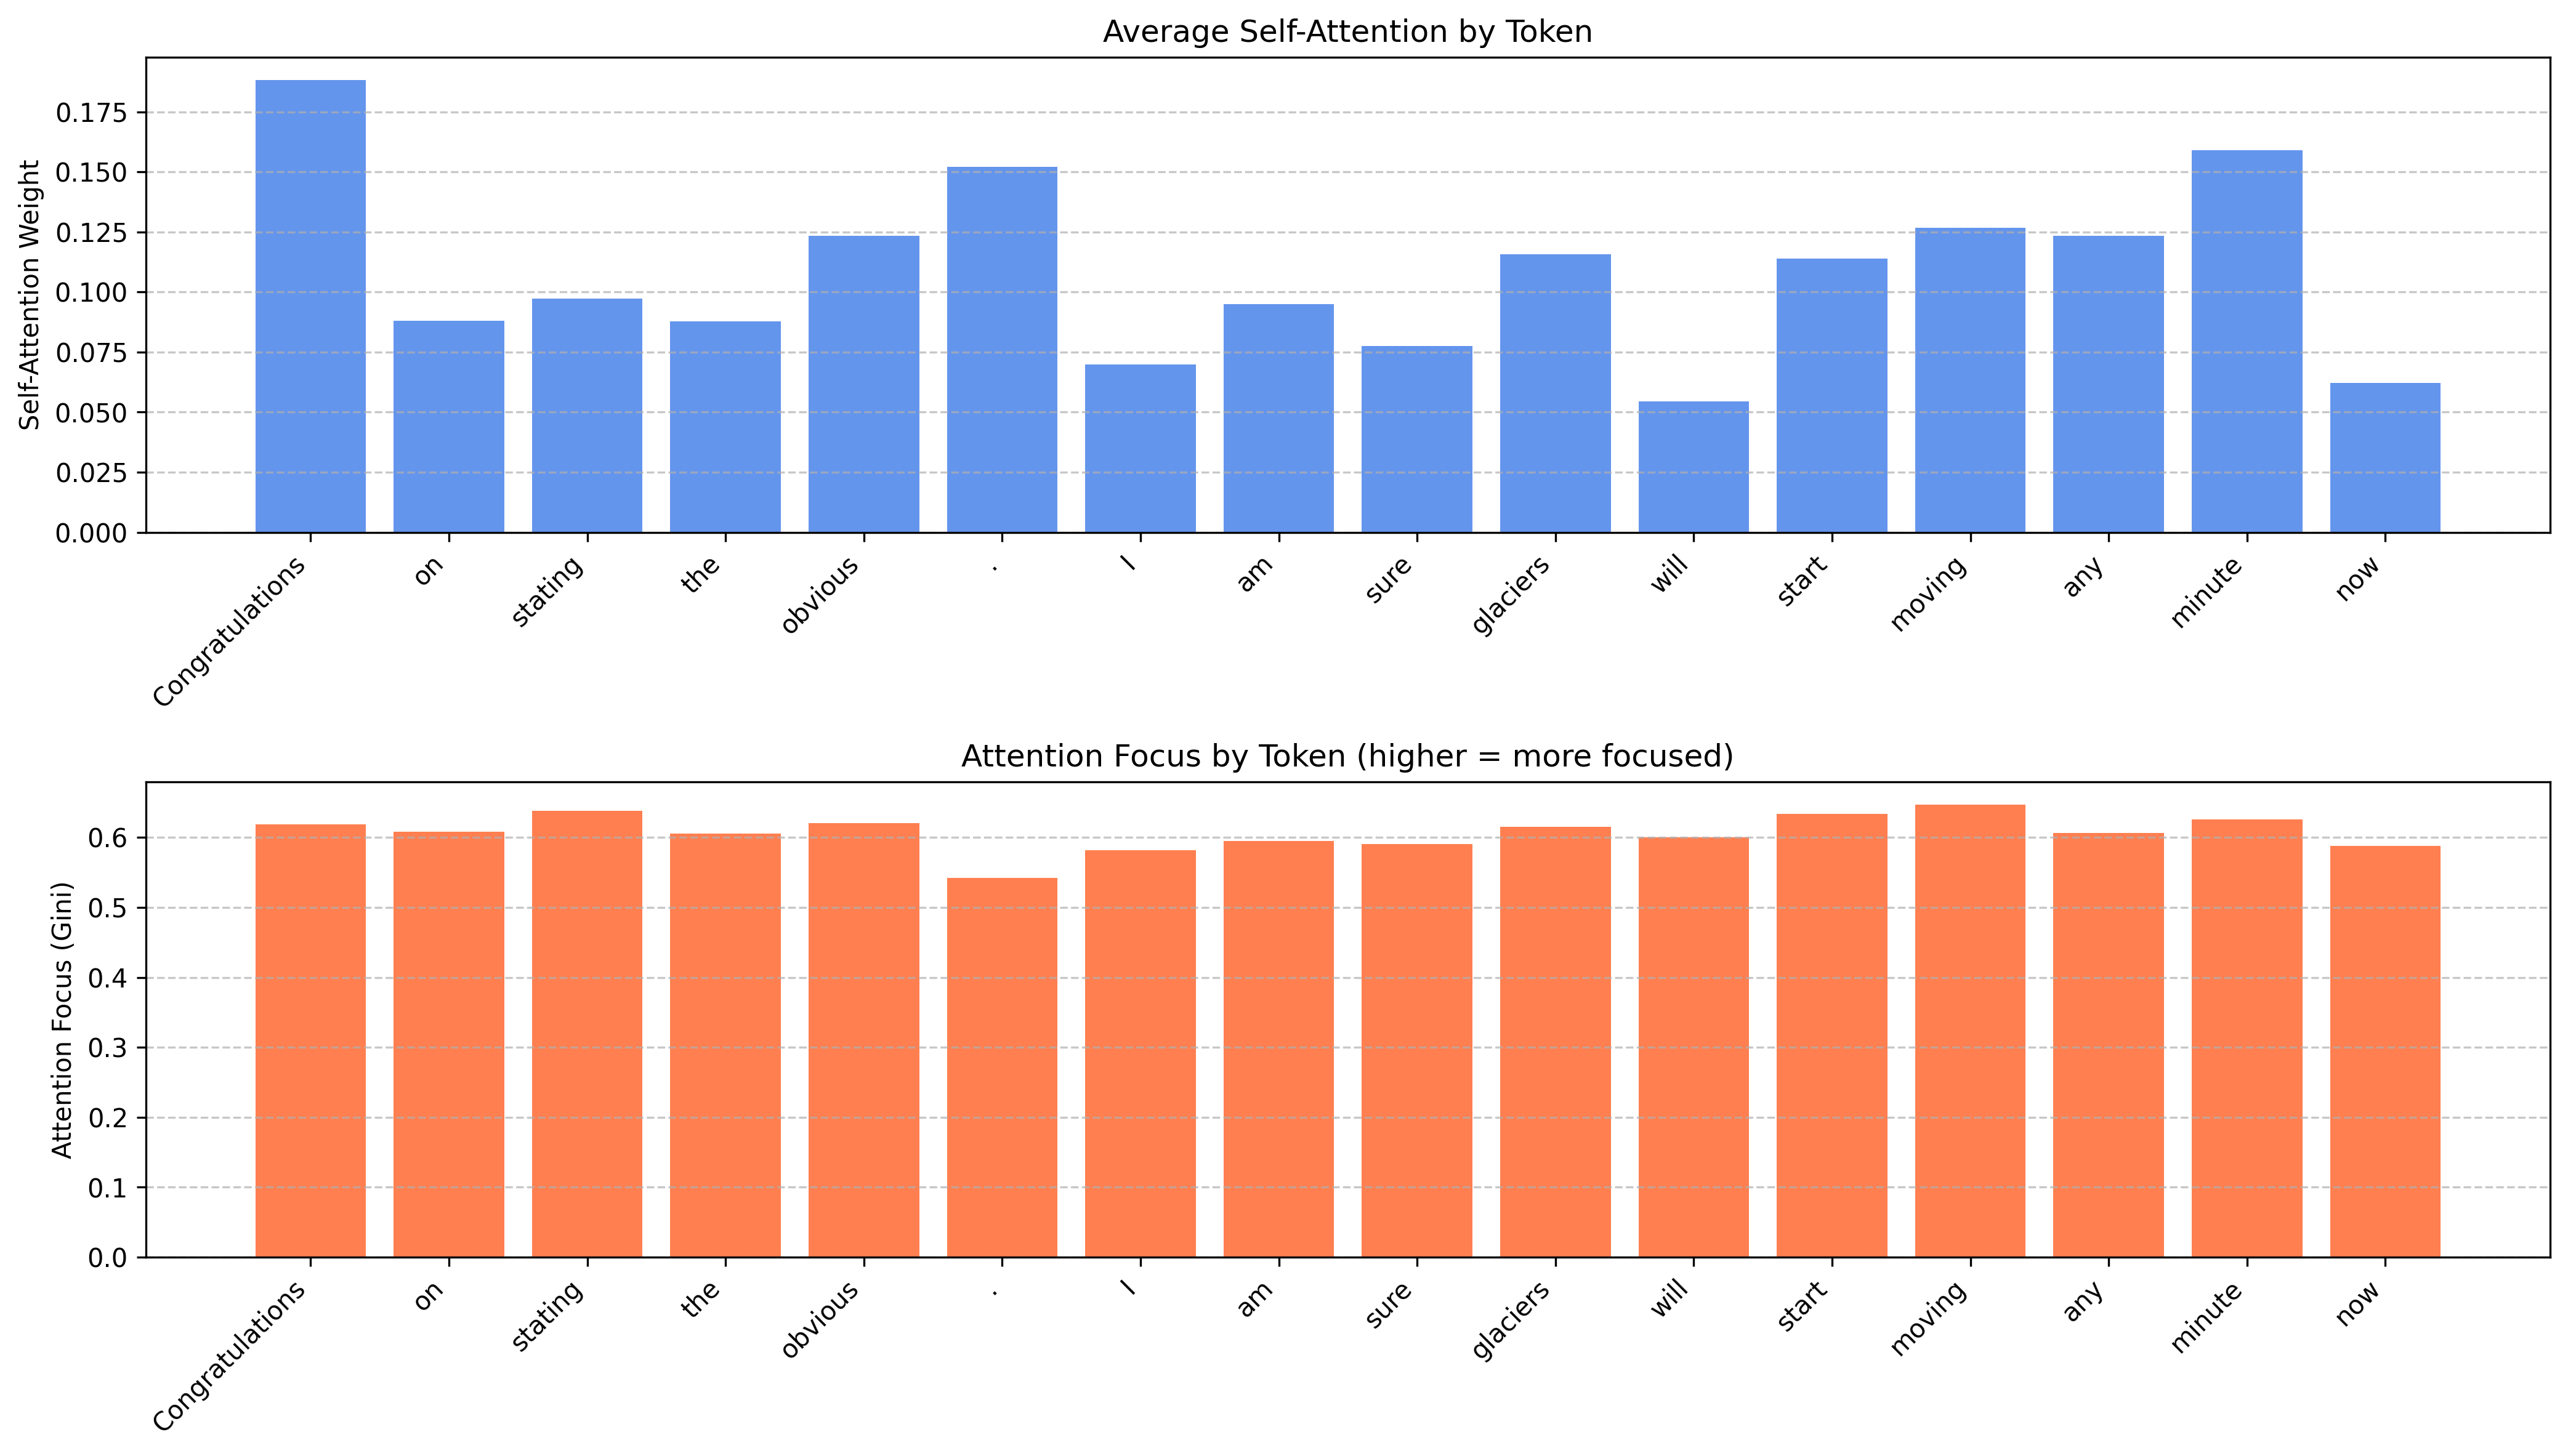 Average Self-Attention by Token
Self-Attention Weight
0.175
0.150
0.125
0.100
0.075
0.050
0.025
0.000
Congratulations
on
stating
the
obvious
.
I
am
sure
glaciers
will
start
moving
any
minute
now
Attention Focus by Token (higher = more focused)
Attention Focus (Gini)
0.6
0.5
0.4
0.3
0.2
0.1
0.0
Congratulations
on
stating
the
obvious
.
I
am
sure
glaciers
will
start
moving
any
minute
now